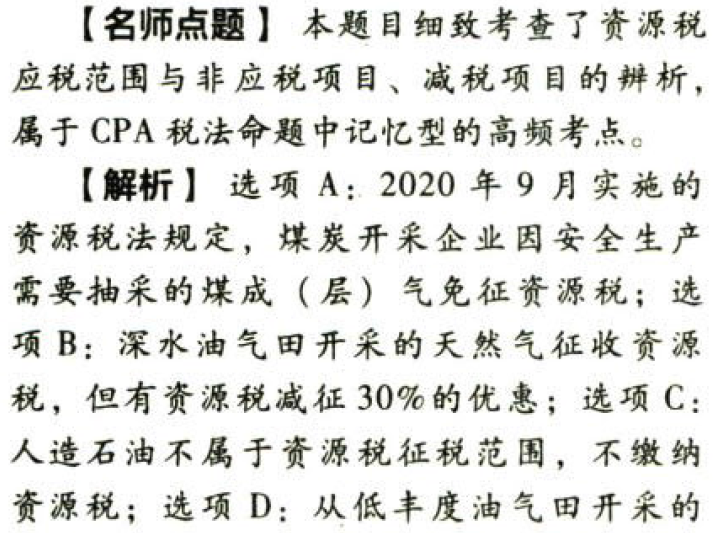 【名师点题】 本题目细致考查了资源税
应税范围与非应税项目、减税项目的辨析，
属于 CPA 税法命题中记忆型的高频考点。
【解析】 选项 A：2020 年 9 月实施的
资源税法规定，煤炭开采企业因安全生产
需要抽采的煤成（层）气免征资源税；选
项 B：深水油气田开采的天然气征收资源
税，但有资源税减征 30%的优惠；选项 C：
人造石油不属于资源税征税范围，不缴纳
资源税；选项 D：从低丰度油气田开采的